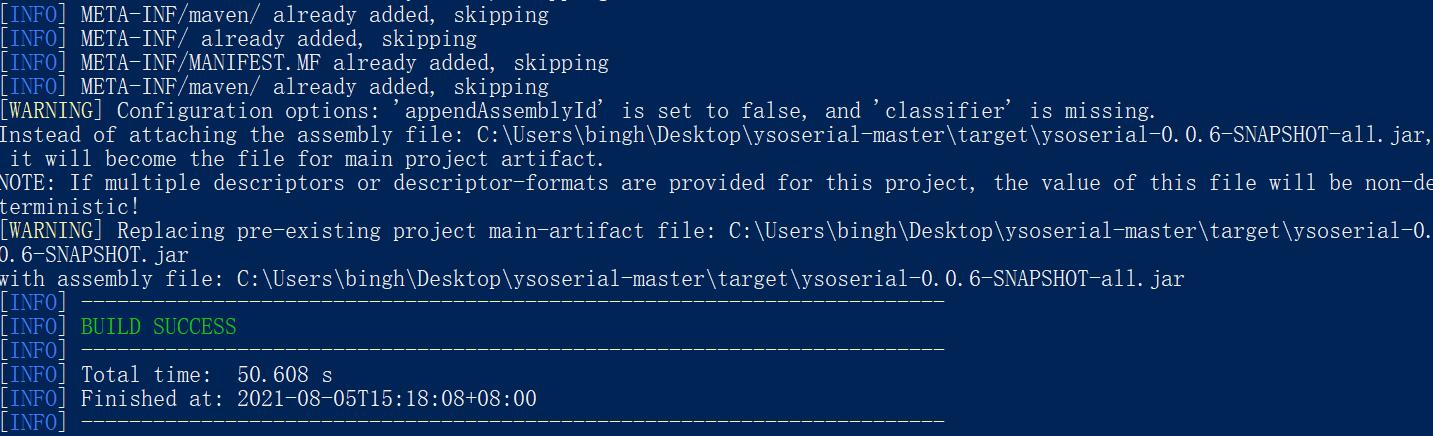 [INFO] META-INF/maven/ already added, skipping
[INFO] META-INF/ already added, skipping
[INFO] META-INF/MANIFEST.MF already added, skipping
[INFO] META-INF/maven/ already added, skipping
[WARNING] Configuration options: 'appendAssemblyId' is set to false, and 'classifier' is missing.
Instead of attaching the assembly file: C:\Users\bingh\Desktop\ysoserial-master\target\ysoserial-0.0.6-SNAPSHOT-all.jar,
 it will become the file for main project artifact.
NOTE: If multiple descriptors or descriptor-formats are provided for this project, the value of this file will be non-de
terministic!
[WARNING] Replacing pre-existing project main-artifact file: C:\Users\bingh\Desktop\ysoserial-master\target\ysoserial-0.
0.6-SNAPSHOT.jar
with assembly file: C:\Users\bingh\Desktop\ysoserial-master\target\ysoserial-0.0.6-SNAPSHOT-all.jar
[INFO] ------------------------------------------------------------------------
[INFO] BUILD SUCCESS
[INFO] ------------------------------------------------------------------------
[INFO] Total time:  50.608 s
[INFO] Finished at: 2021-08-05T15:18:08+08:00
[INFO] ------------------------------------------------------------------------